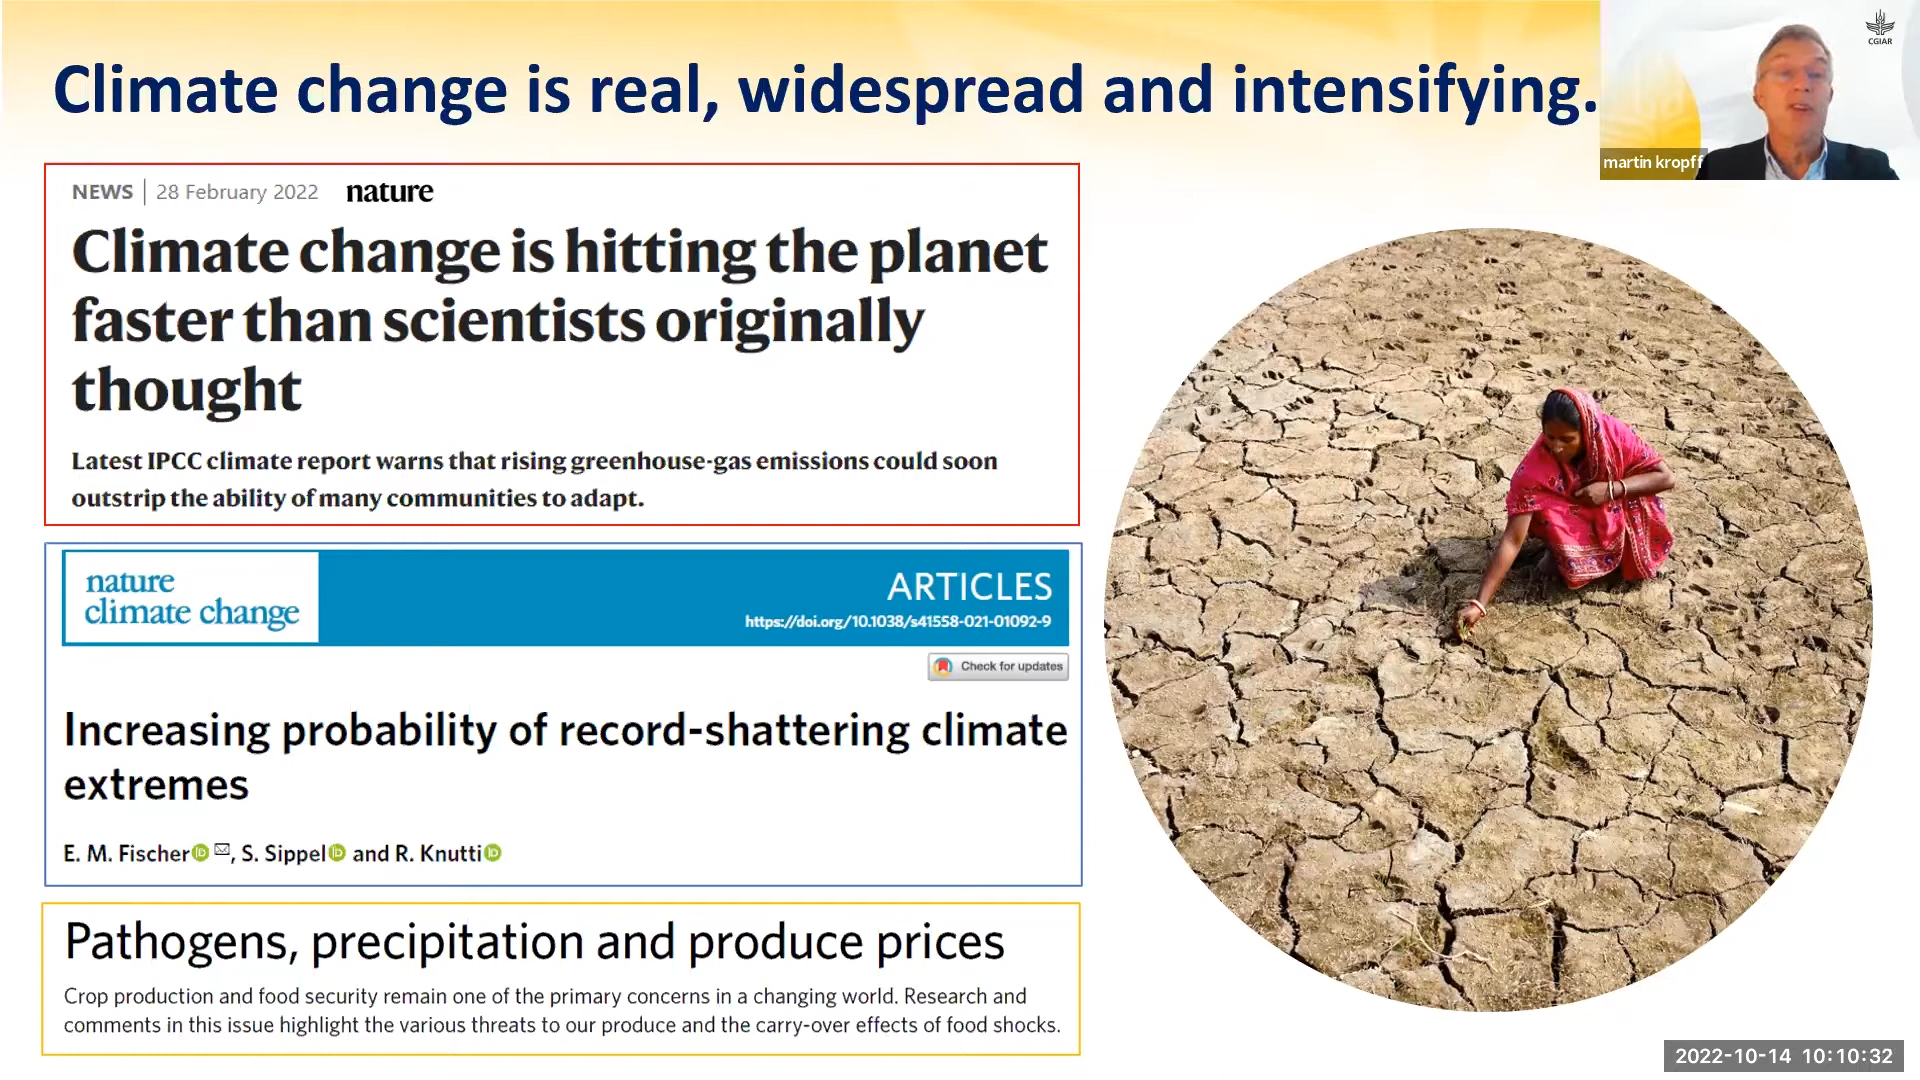 Climate change is real, widespread and intensifying.
CGIAR
martin kropff
NEWS | 28 February 2022 nature
Climate change is hitting the planet
faster than scientists originally
thought
Latest IPCC climate report warns that rising greenhouse-gas emissions could soon
outstrip the ability of many communities to adapt.
nature
climate change
ARTICLES
https://doi.org/10.1038/s41558-021-01092-9
Check for updates
Increasing probability of record-shattering climate
extremes
E. M. Fischer, S. Sippel and R. Knutti
Pathogens, precipitation and produce prices
Crop production and food security remain one of the primary concerns in a changing world. Research and
comments in this issue highlight the various threats to our produce and the carry-over effects of food shocks.
2022-10-14 10:10:32